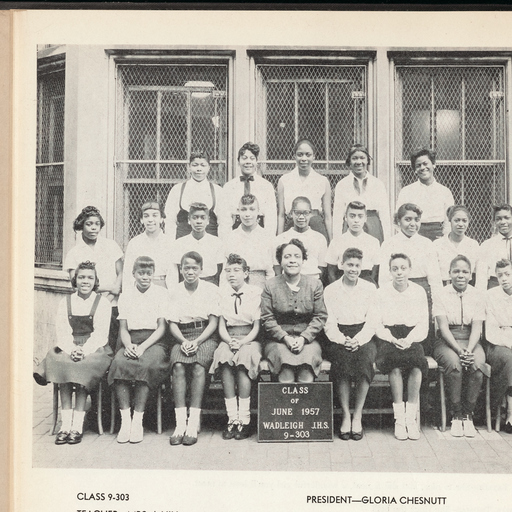 CLASS
OF
JUNE 1957
WADLEIGH J.H.S.
9-303
CLASS 9-303
PRESIDENT—GLORIA CHESNUTT